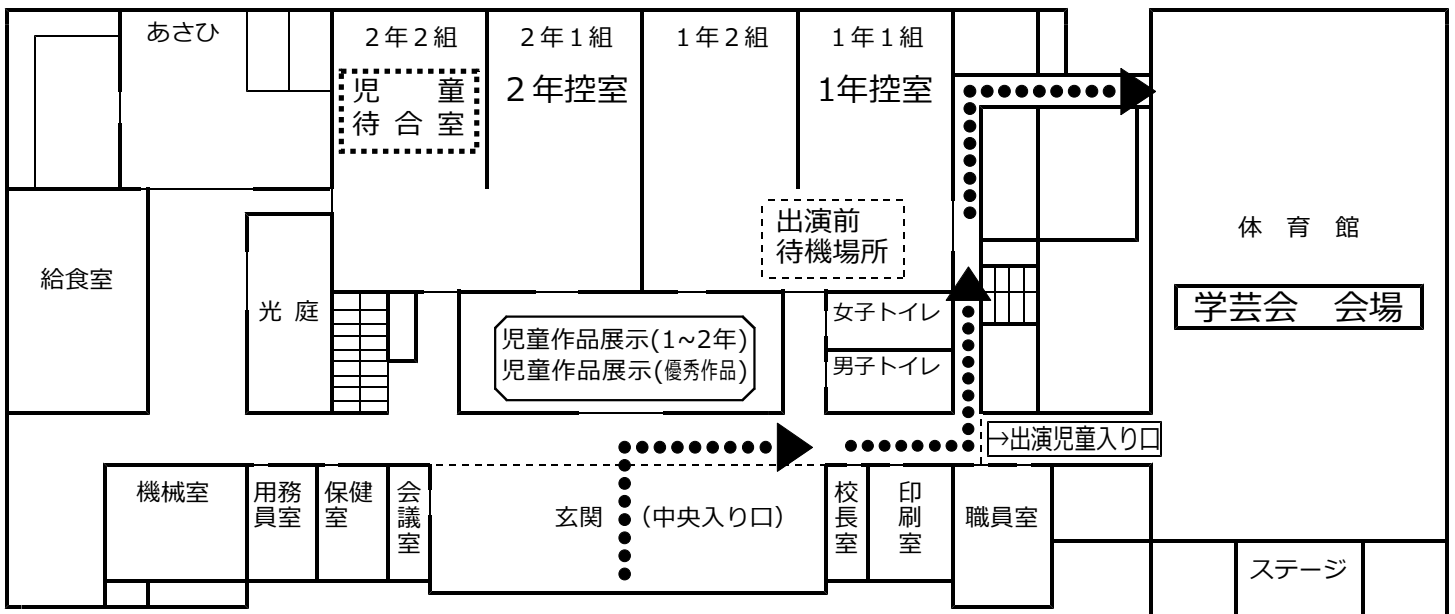 あさひ
２年２組
２年１組
１年２組
１年１組
児　童
待 合 室
２年控室
1年控室
出演前
待機場所
体　育　館
学芸会　会場
給食室
光 庭
女子トイレ
男子トイレ
児童作品展示(1~2年)
児童作品展示(優秀作品)
→出演児童入り口
機械室
用務
員室
保健
室
会議室
玄関
（中央入り口）
校長室
印刷室
職員室
ステージ